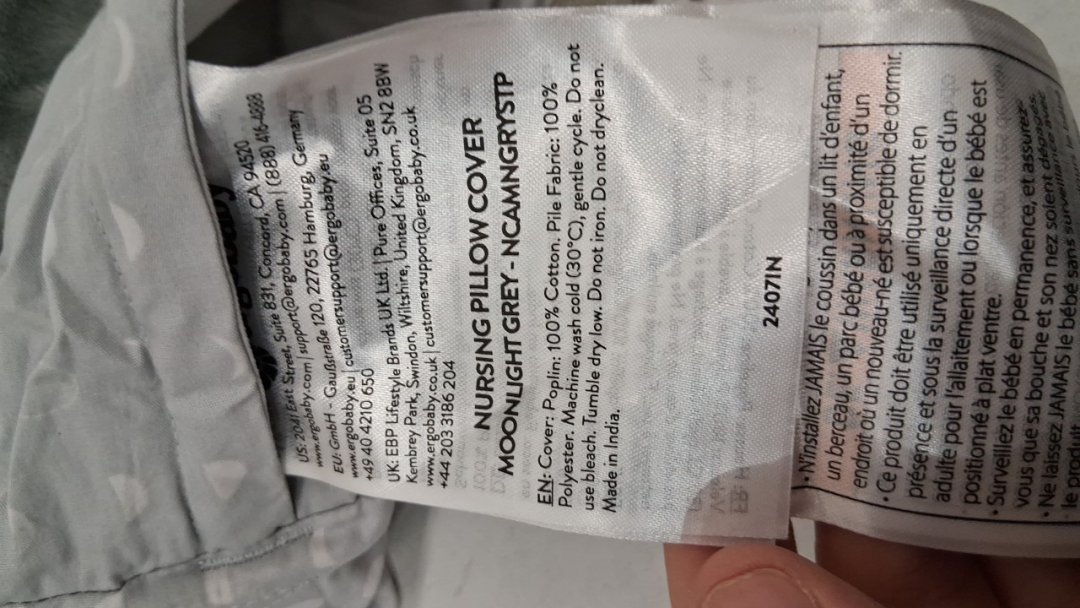 ergobaby
US: 2041 East Street, Suite 831, Concord, CA 94520
www.ergobaby.com | support@ergobaby.com | (888) 416-4888
EU: GmbH - Gaußstraße 120, 22765 Hamburg, Germany
www.ergobaby.eu | customersupport@ergobaby.eu
+49 40 4210 650
UK: EBP Lifestyle Brands UK Ltd. | Pure Offices, Suite 05
Kembrey Park, Swindon, Wiltshire, United Kingdom, SN2 8BW
www.ergobaby.co.uk | customersupport@ergobaby.co.uk
+44 203 3186 204
NURSING PILLOW COVER
MOONLIGHT GREY - NCAMNGRYSTP
EN: Cover: Poplin: 100% Cotton. Pile Fabric: 100%
Polyester. Machine wash cold (30°C), gentle cycle. Do not
use bleach. Tumble dry low. Do not iron. Do not dryclean.
Made in India.
2407IN
• N'installez JAMAIS le coussin dans un lit d'enfant,
un berceau, un parc bébé ou à proximité d'un
endroit où un nouveau-né est susceptible de dormir.
• Ce produit doit être utilisé uniquement en
présence et sous la surveillance directe d'un
adulte pour l'allaitement ou lorsque le bébé est
positionné à plat ventre.
• Surveillez le bébé en permanence, et assurez-
vous que sa bouche et son nez soient dégagés.
• Ne laissez JAMAIS le bébé sans surveillance avec
le produit